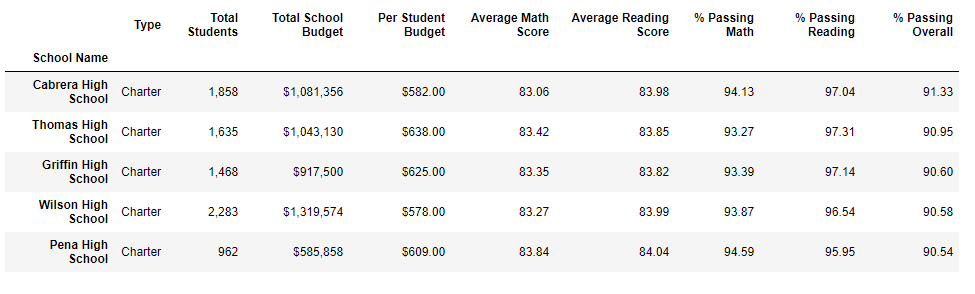 Type Total Students Total School Budget Per Student Budget Average Math Score Average Reading Score % Passing Math % Passing Reading % Passing Overall
School Name
Cabrera High School Charter 1,858 $1,081,356 $582.00 83.06 83.98 94.13 97.04 91.33
Thomas High School Charter 1,635 $1,043,130 $638.00 83.42 83.85 93.27 97.31 90.95
Griffin High School Charter 1,468 $917,500 $625.00 83.35 83.82 93.39 97.14 90.60
Wilson High School Charter 2,283 $1,319,574 $578.00 83.27 83.99 93.87 96.54 90.58
Pena High School Charter 962 $585,858 $609.00 83.84 84.04 94.59 95.95 90.54